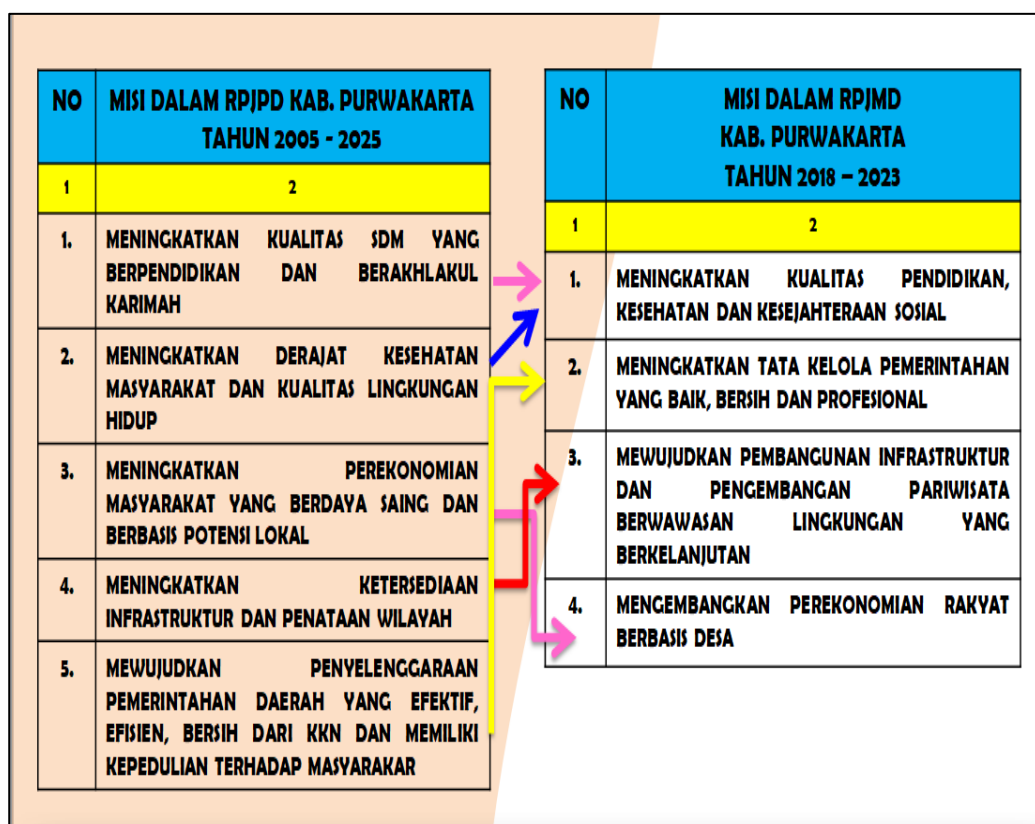 NO
MISI DALAM RPJPD KAB. PURWAKARTA
TAHUN 2005 - 2025
1
2
1.
MENINGKATKAN KUALITAS SDM YANG
BERPENDIDIKAN DAN BERAKHLAKUL
KARIMAH
2.
MENINGKATKAN DERAJAT KESEHATAN
MASYARAKAT DAN KUALITAS LINGKUNGAN
HIDUP
3.
MENINGKATKAN PEREKONOMIAN
MASYARAKAT YANG BERDAYA SAING DAN
BERBASIS POTENSI LOKAL
4.
MENINGKATKAN KETERSEDIAAN
INFRASTRUKTUR DAN PENATAAN WILAYAH
5.
MEWUJUDKAN PENYELENGGARAAN
PEMERINTAHAN DAERAH YANG EFEKTIF,
EFISIEN, BERSIH DARI KKN DAN MEMILIKI
KEPEDULIAN TERHADAP MASYARAKAR
NO
MISI DALAM RPJMD
KAB. PURWAKARTA
TAHUN 2018 – 2023
1
2
1.
MENINGKATKAN KUALITAS PENDIDIKAN,
KESEHATAN DAN KESEJAHTERAAN SOSIAL
2.
MENINGKATKAN TATA KELOLA PEMERINTAHAN
YANG BAIK, BERSIH DAN PROFESIONAL
3.
MEWUJUDKAN PEMBANGUNAN INFRASTRUKTUR
DAN PENGEMBANGAN PARIWISATA
BERWAWASAN LINGKUNGAN YANG
BERKELANJUTAN
4.
MENGEMBANGKAN PEREKONOMIAN RAKYAT
BERBASIS DESA